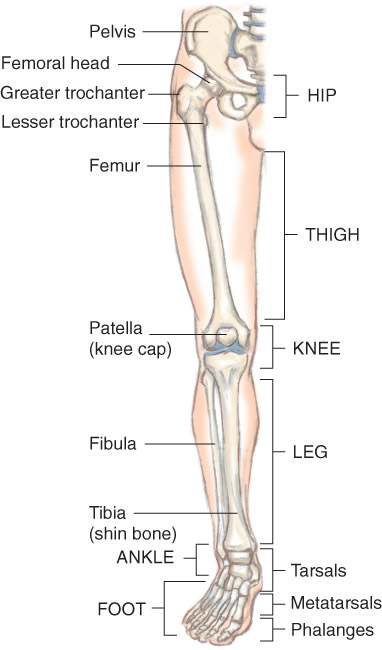 Pelvis
Femoral head
Greater trochanter
HIP
Lesser trochanter
Femur
THIGH
Patella
(knee cap)
KNEE
Fibula
LEG
Tibia
(shin bone)
ANKLE
Tarsals
FOOT
Metatarsals
Phalanges